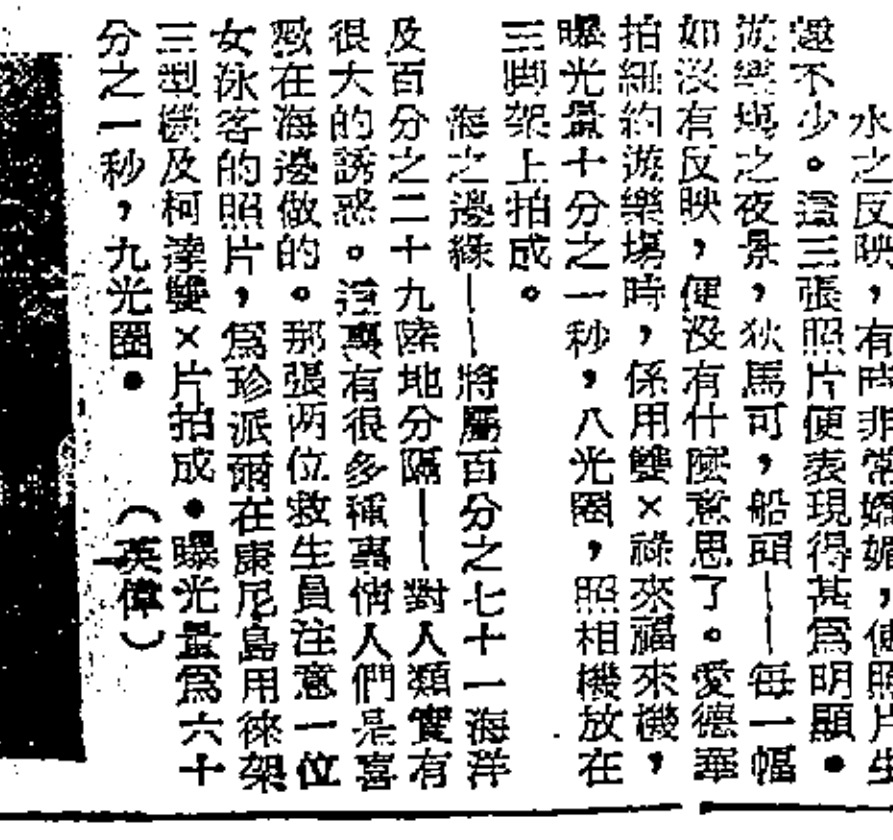 水之反映，有時非常嬌媚，使照片生
趣不少。這三張照片便表現得甚爲明顯。
遊樂塲之夜景，狄馬可，船頭——每一幅
如沒有反映，便沒有什麼意思了。愛德華
拍紐約遊樂塲時，係用雙×祿來福來機，
曝光量十分之一秒，八光圈，照相機放在
三脚架上拍成。
海之邊緣——將屬百分之七十一海洋
及百分之二十九陸地分隔——對人類實有
很大的誘惑。這裏有很多種事情人們是喜
歡在海邊做的。那張两位救生員注意一位
女泳客的照片，爲珍派爾在康尼島用徠架
三型機及柯達雙×片拍成。曝光量爲六十
分之一秒，九光圈。　（英偉）